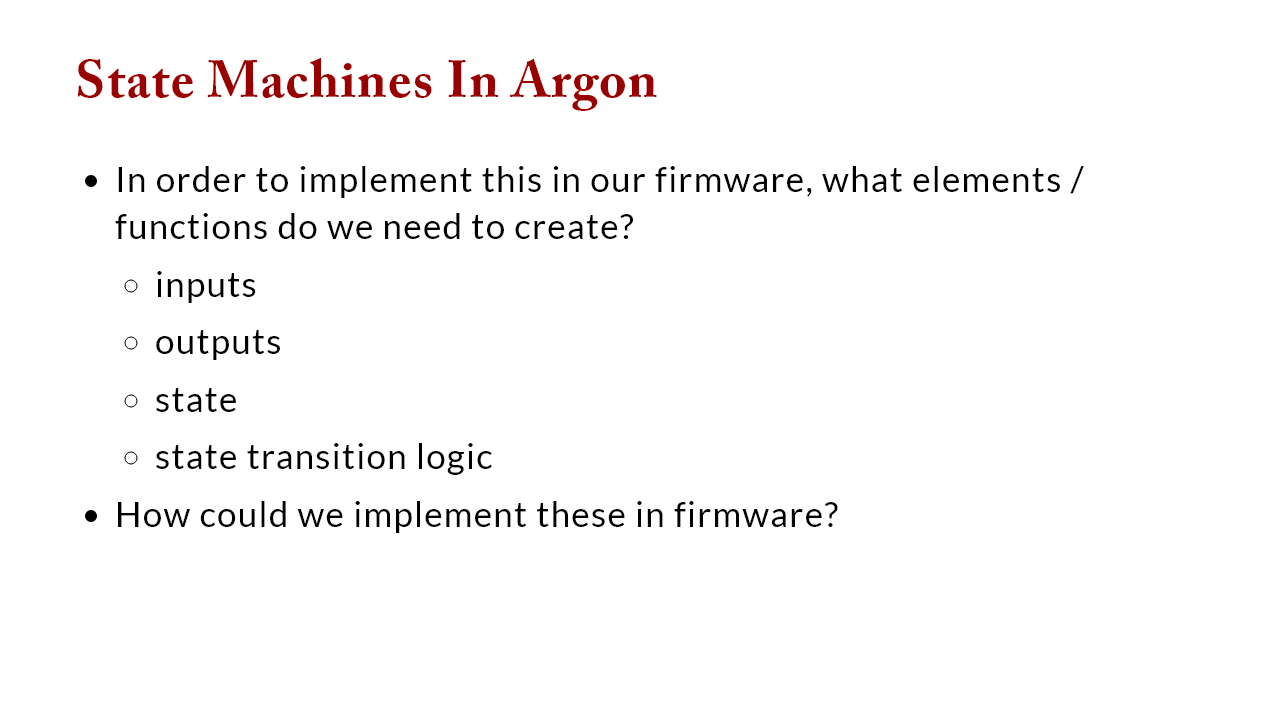 State Machines In Argon
• In order to implement this in our firmware, what elements /
functions do we need to create?
○ inputs
○ outputs
○ state
○ state transition logic
• How could we implement these in firmware?